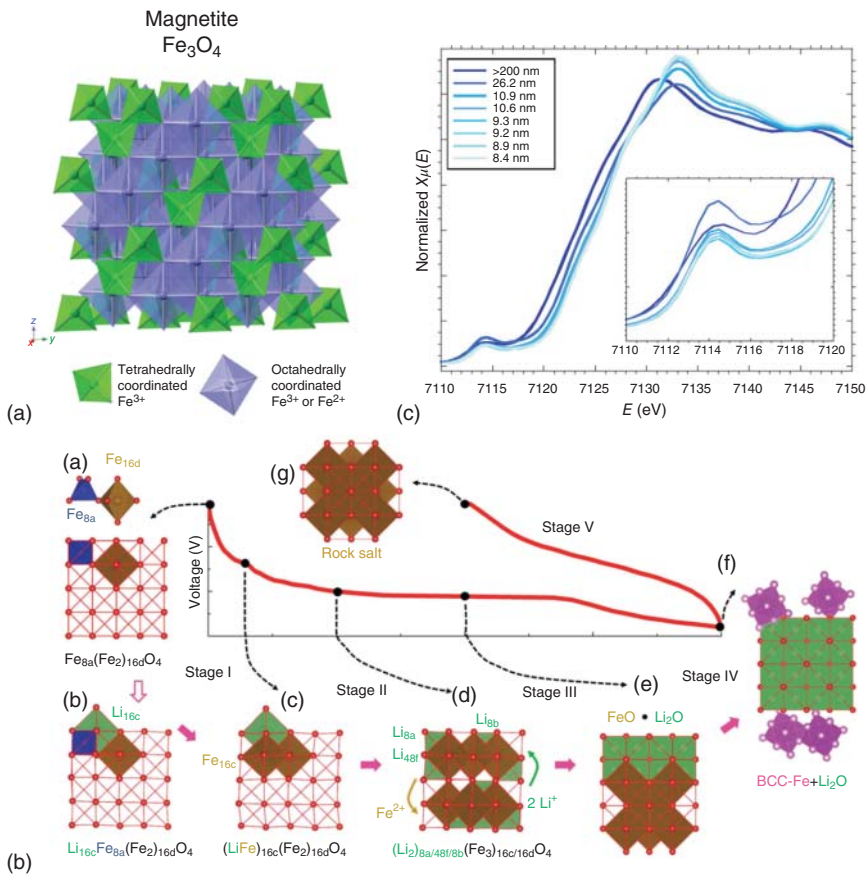 Magnetite
Fe₃O₄
z
x
y
Tetrahedrally
coordinated
Fe³⁺
Octahedrally
coordinated
Fe³⁺ or Fe²⁺
(a)
>200 nm
26.2 nm
10.9 nm
10.6 nm
9.3 nm
9.2 nm
8.9 nm
8.4 nm
Normalized Xμ(E)
7110 7112 7114 7116 7118 7120
7110 7115 7120 7125 7130 7135 7140 7145 7150
E (eV)
(c)
(a)
Fe₁₆d
Fe₈a
Fe₈a(Fe₂)₁₆dO₄
(g)
Rock salt
Voltage (V)
Stage V
Stage I
Stage II
Stage III
Stage IV
(f)
BCC-Fe+Li₂O
(b)
Li₁₆c
Li₁₆cFe₈a(Fe₂)₁₆dO₄
(c)
Fe₁₆c
(LiFe)₁₆c(Fe₂)₁₆dO₄
(d)
Li₈a
Li₈b
Li₄₈f
Fe²⁺
2 Li⁺
(Li₂)₈a/₄₈f/₈b(Fe₃)₁₆c/₁₆dO₄
(e)
FeO • Li₂O
(b)